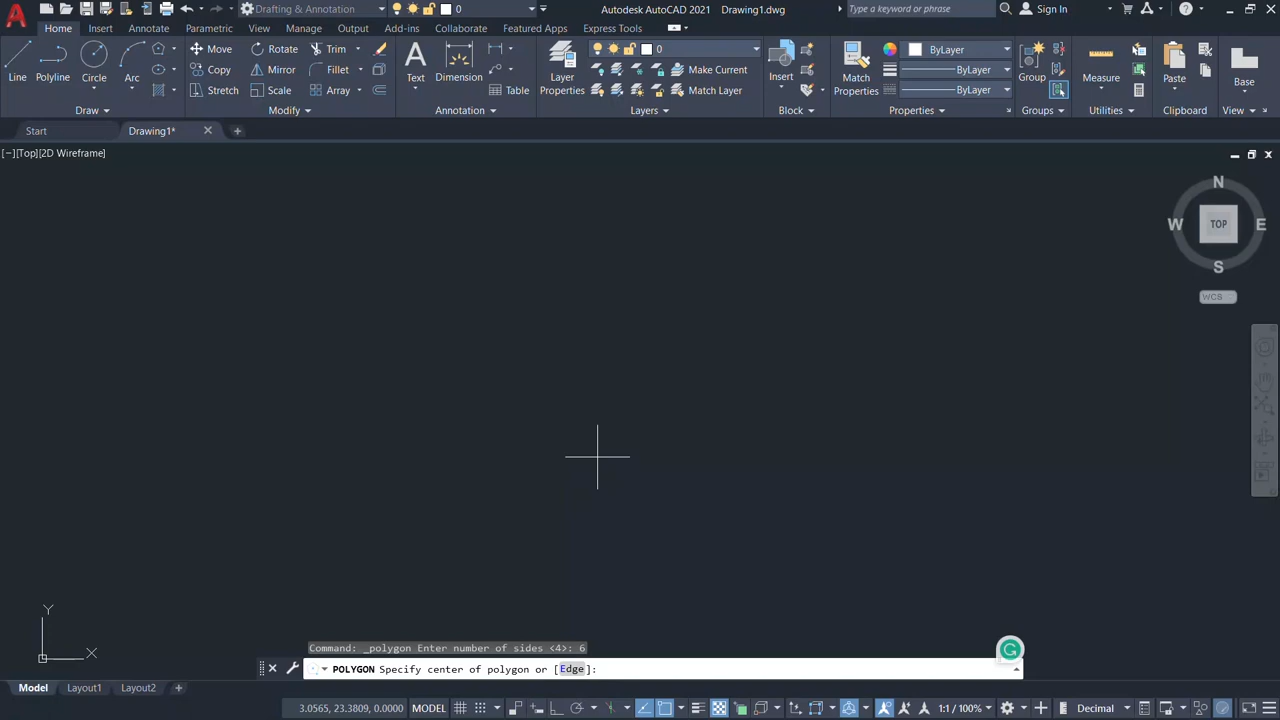 Drafting & Annotation
0
Autodesk AutoCAD 2021 Drawing1.dwg
Type a keyword or phrase
Sign In
Home Insert Annotate Parametric View Manage Output Add-ins Collaborate Featured Apps Express Tools
Line Polyline Circle Arc
Move Rotate Trim
Copy Mirror Fillet
Stretch Scale Array
Text Dimension Table
Layer Properties
0
Make Current
Match Layer
Insert
Match Properties
ByLayer
ByLayer
ByLayer
Group
Measure
Paste
Base
Draw Modify Annotation Layers Block Properties Groups Utilities Clipboard View
Start Drawing1*
[−][Top][2D Wireframe]
N
W TOP E
S
WCS
Y
X
Command: _polygon Enter number of sides <4>: 6
POLYGON Specify center of polygon or [Edge]:
Model Layout1 Layout2
3.0565, 23.3809, 0.0000 MODEL 1:1 / 100% Decimal